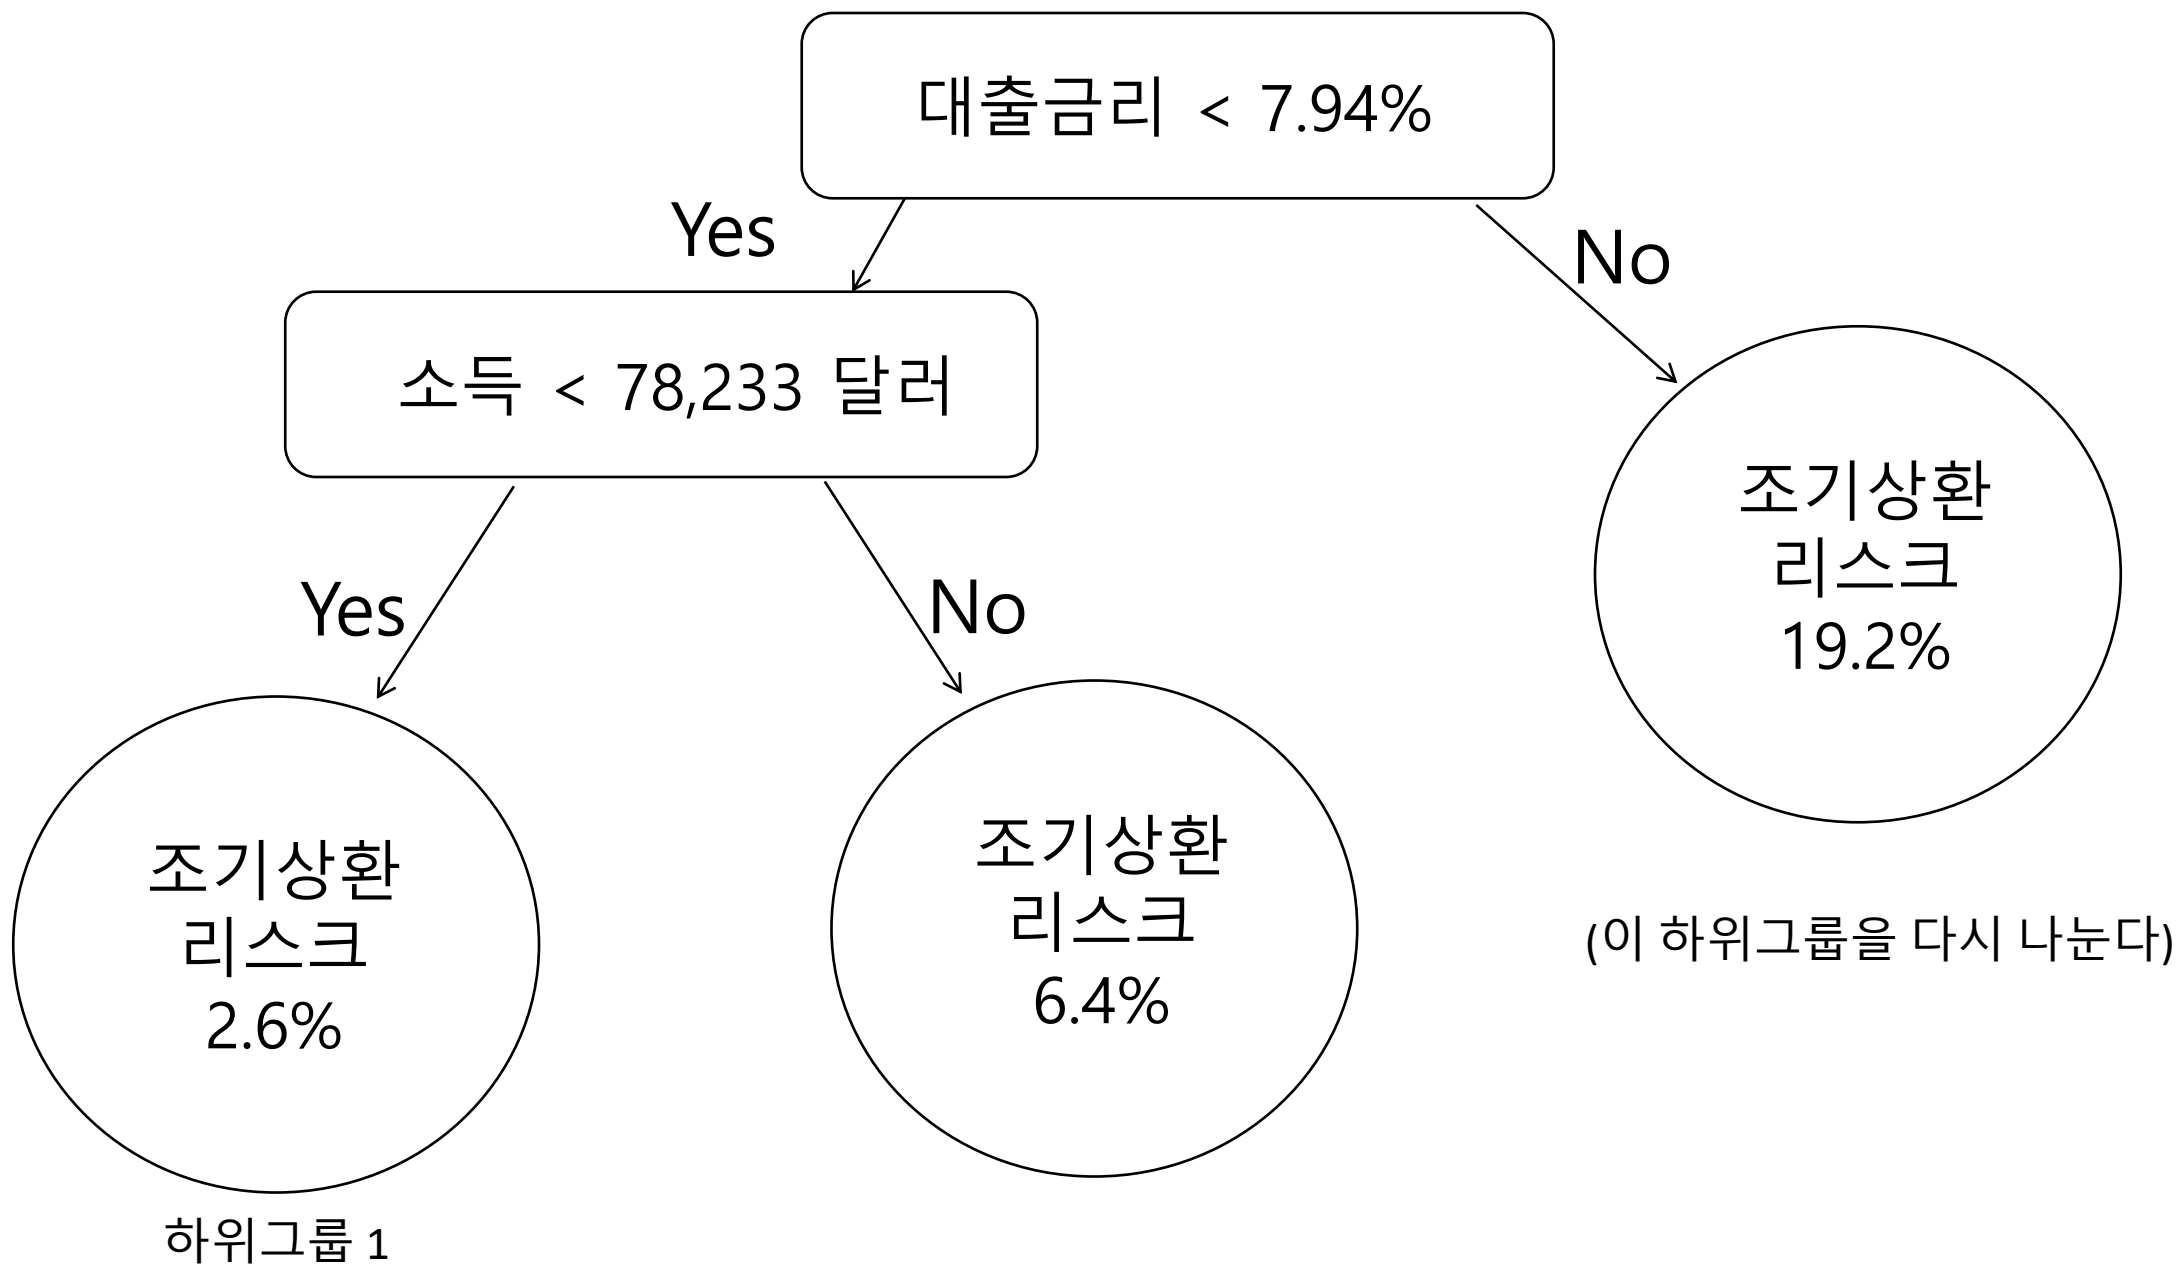 대출금리 < 7.94%
Yes
No
소득 < 78,233 달러
Yes
No
조기상환
리스크
19.2%
조기상환
리스크
2.6%
조기상환
리스크
6.4%
(이 하위그룹을 다시 나눈다)
하위그룹 1